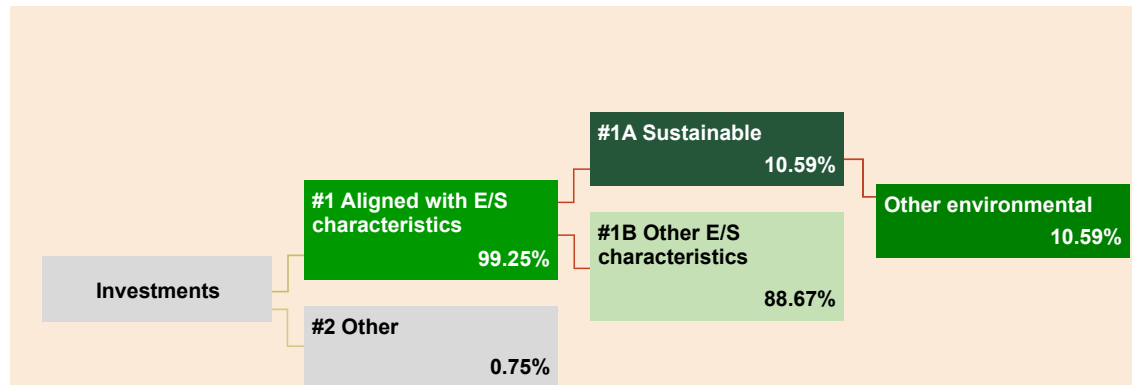 Investments
#1 Aligned with E/S
characteristics
99.25%
#2 Other
0.75%
#1A Sustainable
10.59%
#1B Other E/S
characteristics
88.67%
Other environmental
10.59%